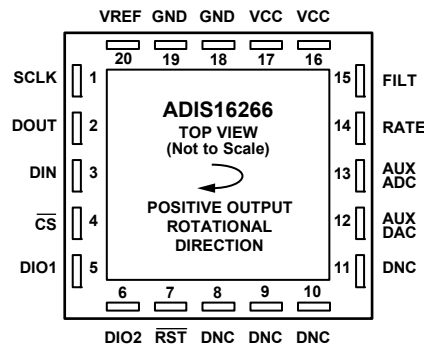 VREF GND GND VCC VCC
20 19 18 17 16
SCLK 1
DOUT 2
DIN 3
C̅S̅ 4
DIO1 5
ADIS16266
TOP VIEW
(Not to Scale)
POSITIVE OUTPUT
ROTATIONAL
DIRECTION
15 FILT
14 RATE
13 AUX
ADC
12 AUX
DAC
11 DNC
6 7 8 9 10
DIO2 R̅S̅T̅ DNC DNC DNC